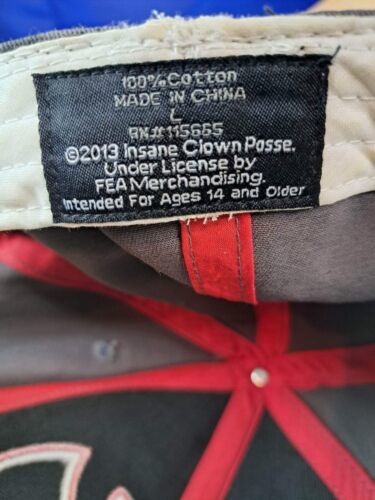 100% Cotton
MADE IN CHINA
L
RN#115655
©2013 Insane Clown Posse.
Under License by
FEA Merchandising.
Intended For Ages 14 and Older